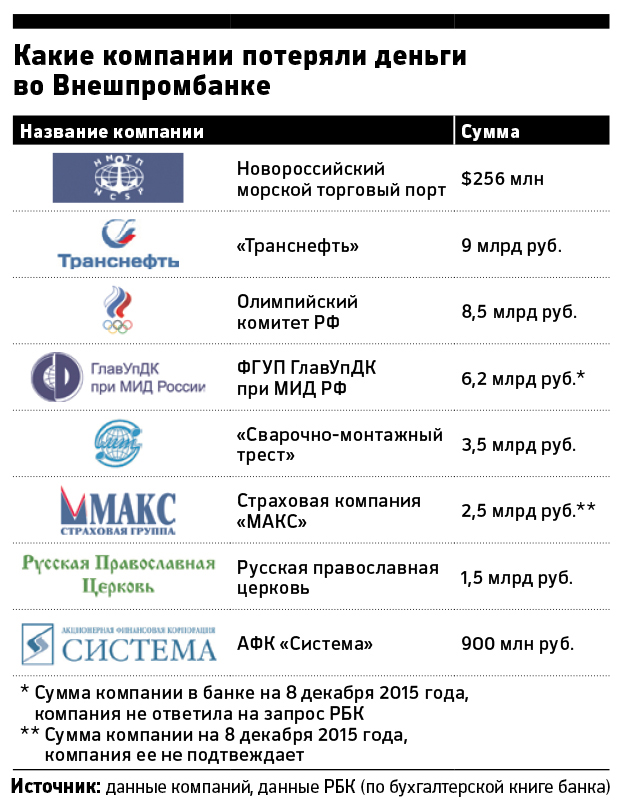 Какие компании потеряли деньги
во Внешпромбанке
Название компании
Сумма
НМТП
NCSP
Новороссийский
морской торговый порт
$256 млн
Транснефть
«Транснефть»
9 млрд руб.
Олимпийский
комитет РФ
8,5 млрд руб.
ГлавУпДК
при МИД России
ФГУП ГлавУпДК
при МИД РФ
6,2 млрд руб.*
«Сварочно-монтажный
трест»
3,5 млрд руб.
МАКС
СТРАХОВАЯ ГРУППА
Страховая компания
«МАКС»
2,5 млрд руб.**
Русская Православная
Церковь
Русская православная
церковь
1,5 млрд руб.
АКЦИОНЕРНАЯ ФИНАНСОВАЯ КОРПОРАЦИЯ
СИСТЕМА
АФК «Система»
900 млн руб.
* Сумма компании в банке на 8 декабря 2015 года,
компания не ответила на запрос РБК
** Сумма компании на 8 декабря 2015 года,
компания ее не подтвеждает
Источник: данные компаний, данные РБК (по бухгалтерской книге банка)